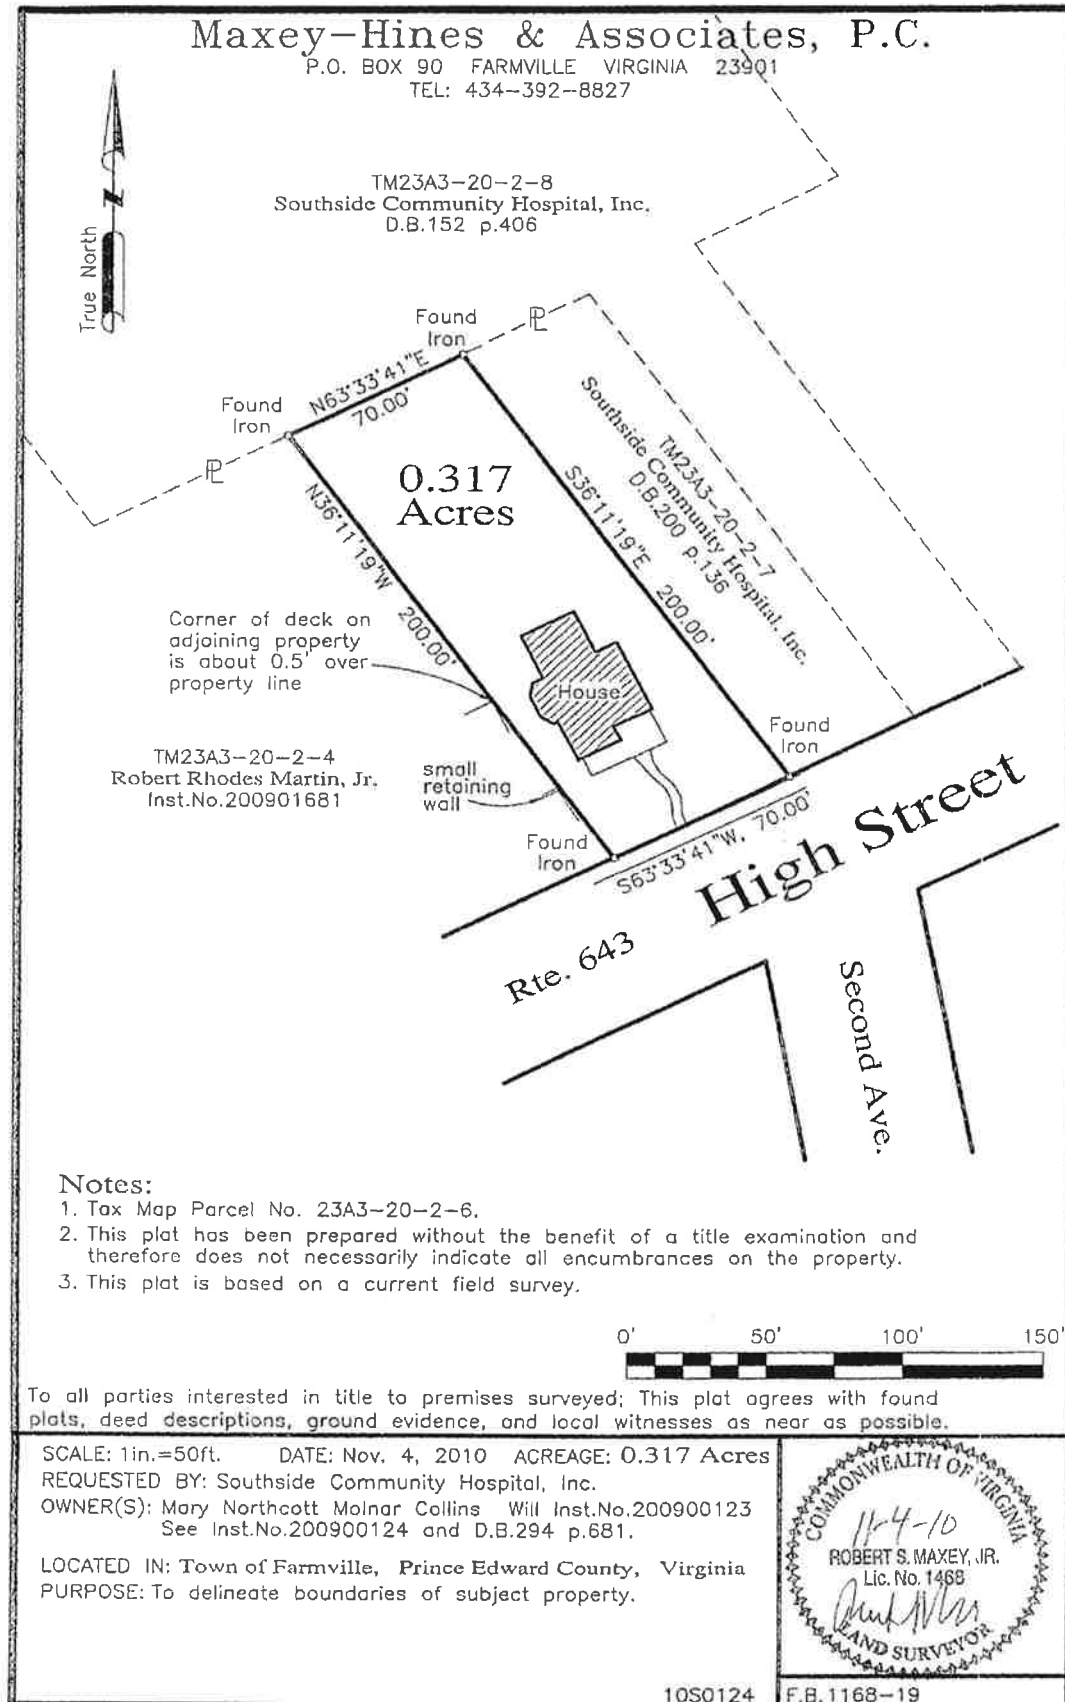 Maxey-Hines & Associates, P.C.
P.O. BOX 90 FARMVILLE VIRGINIA 23901
TEL: 434-392-8827
True North
N
TM23A3-20-2-8
Southside Community Hospital, Inc.
D.B.152 p.406
Found
Iron
PL
N63°33'41"E
70.00'
Found
Iron
PL
0.317
Acres
N36°11'19"W 200.00'
S36°11'19"E 200.00'
TM23A3-20-2-7
Southside Community Hospital, Inc.
D.B.200 p.136
Corner of deck on
adjoining property
is about 0.5' over
property line
House
TM23A3-20-2-4
Robert Rhodes Martin, Jr.
Inst.No.200901681
small
retaining
wall
Found
Iron
Found
Iron
S63°33'41"W, 70.00'
High Street
Rte. 643
Second Ave.
Notes:
1. Tax Map Parcel No. 23A3-20-2-6.
2. This plat has been prepared without the benefit of a title examination and
therefore does not necessarily indicate all encumbrances on the property.
3. This plat is based on a current field survey.
0' 50' 100' 150'
To all parties interested in title to premises surveyed; This plat agrees with found
plats, deed descriptions, ground evidence, and local witnesses as near as possible.
SCALE: 1in.=50ft. DATE: Nov. 4, 2010 ACREAGE: 0.317 Acres
REQUESTED BY: Southside Community Hospital, Inc.
OWNER(S): Mary Northcott Molnar Collins Will Inst.No.200900123
See Inst.No.200900124 and D.B.294 p.681.
LOCATED IN: Town of Farmville, Prince Edward County, Virginia
PURPOSE: To delineate boundaries of subject property.
COMMONWEALTH OF VIRGINIA
11-4-10
ROBERT S. MAXEY, JR.
Lic. No. 1468
LAND SURVEYOR
10S0124
F.B.1168-19